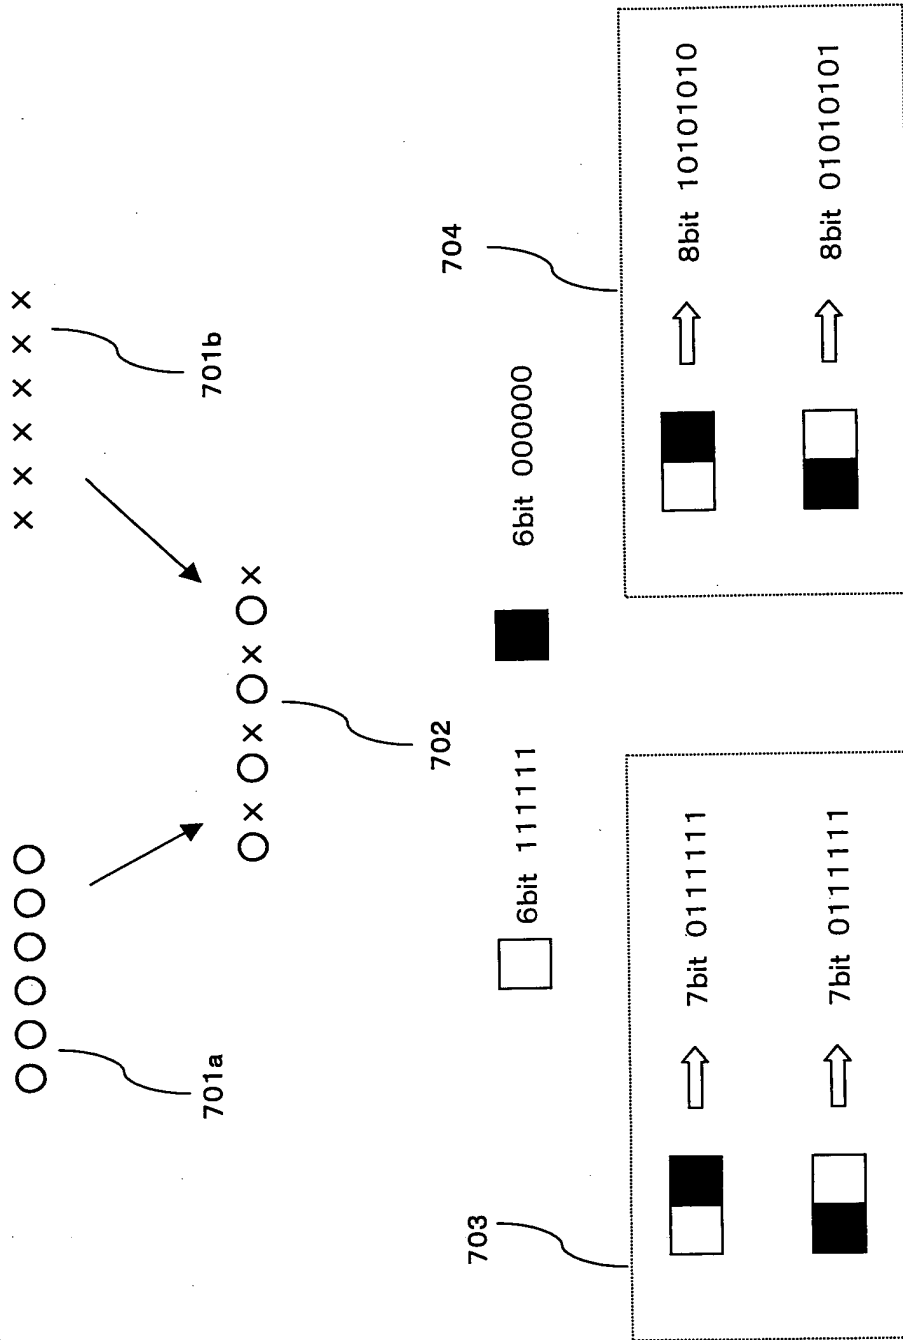 ○○○○○○ ××××××
701a 701b
○×○×○×○×
702
703 704
6bit 111111 6bit 000000
7bit 0111111 8bit 10101010
7bit 0111111 8bit 01010101